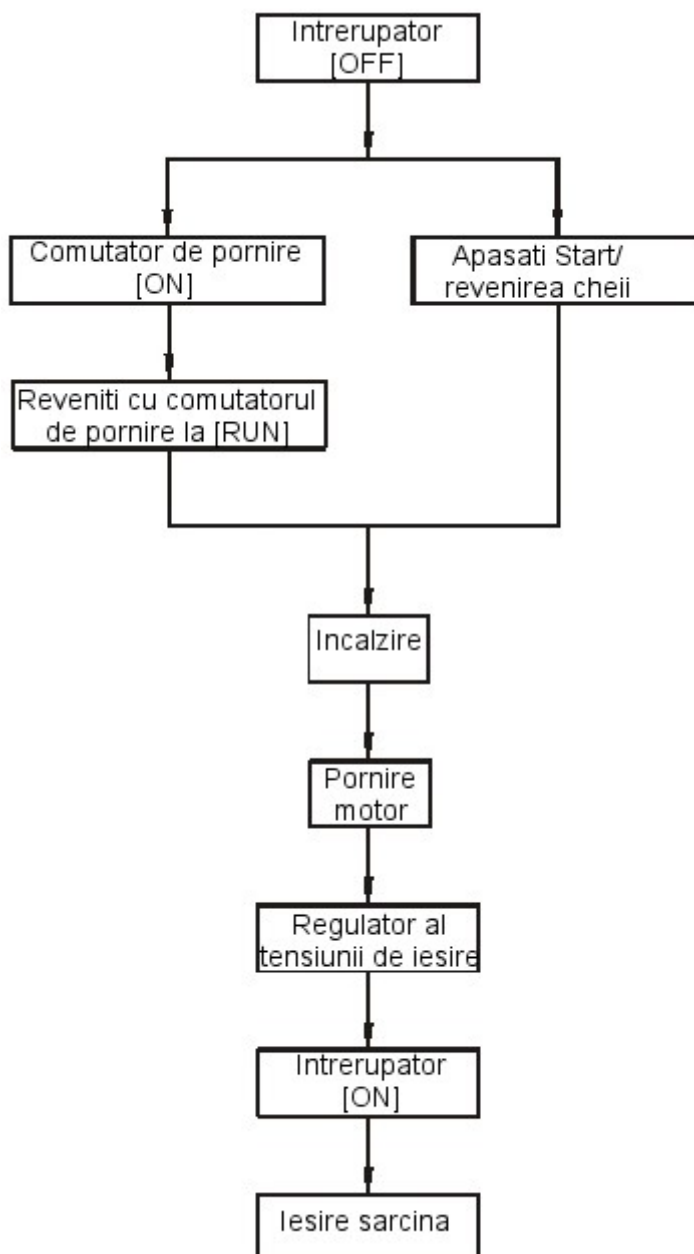 Intrerupator
[OFF]
Comutator de pornire
[ON]
Apasati Start/
revenirea cheii
Reveniti cu comutatorul
de pornire la [RUN]
Incalzire
Pornire
motor
Regulator al
tensiunii de iesire
Intrerupator
[ON]
Iesire sarcina